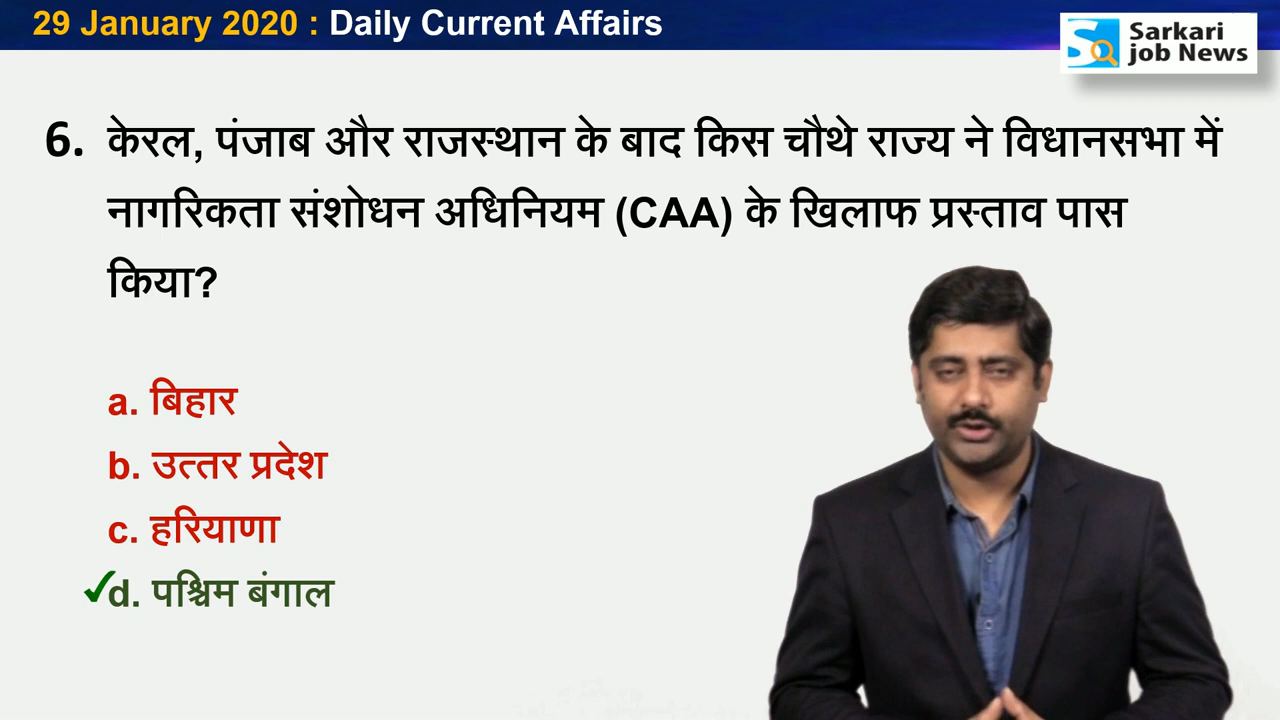 29 January 2020 : Daily Current Affairs
Sarkari
job News
6. केरल, पंजाब और राजस्थान के बाद किस चौथे राज्य ने विधानसभा में
नागरिकता संशोधन अधिनियम (CAA) के खिलाफ प्रस्ताव पास
किया?
a. बिहार
b. उत्तर प्रदेश
c. हरियाणा
✓d. पश्चिम बंगाल